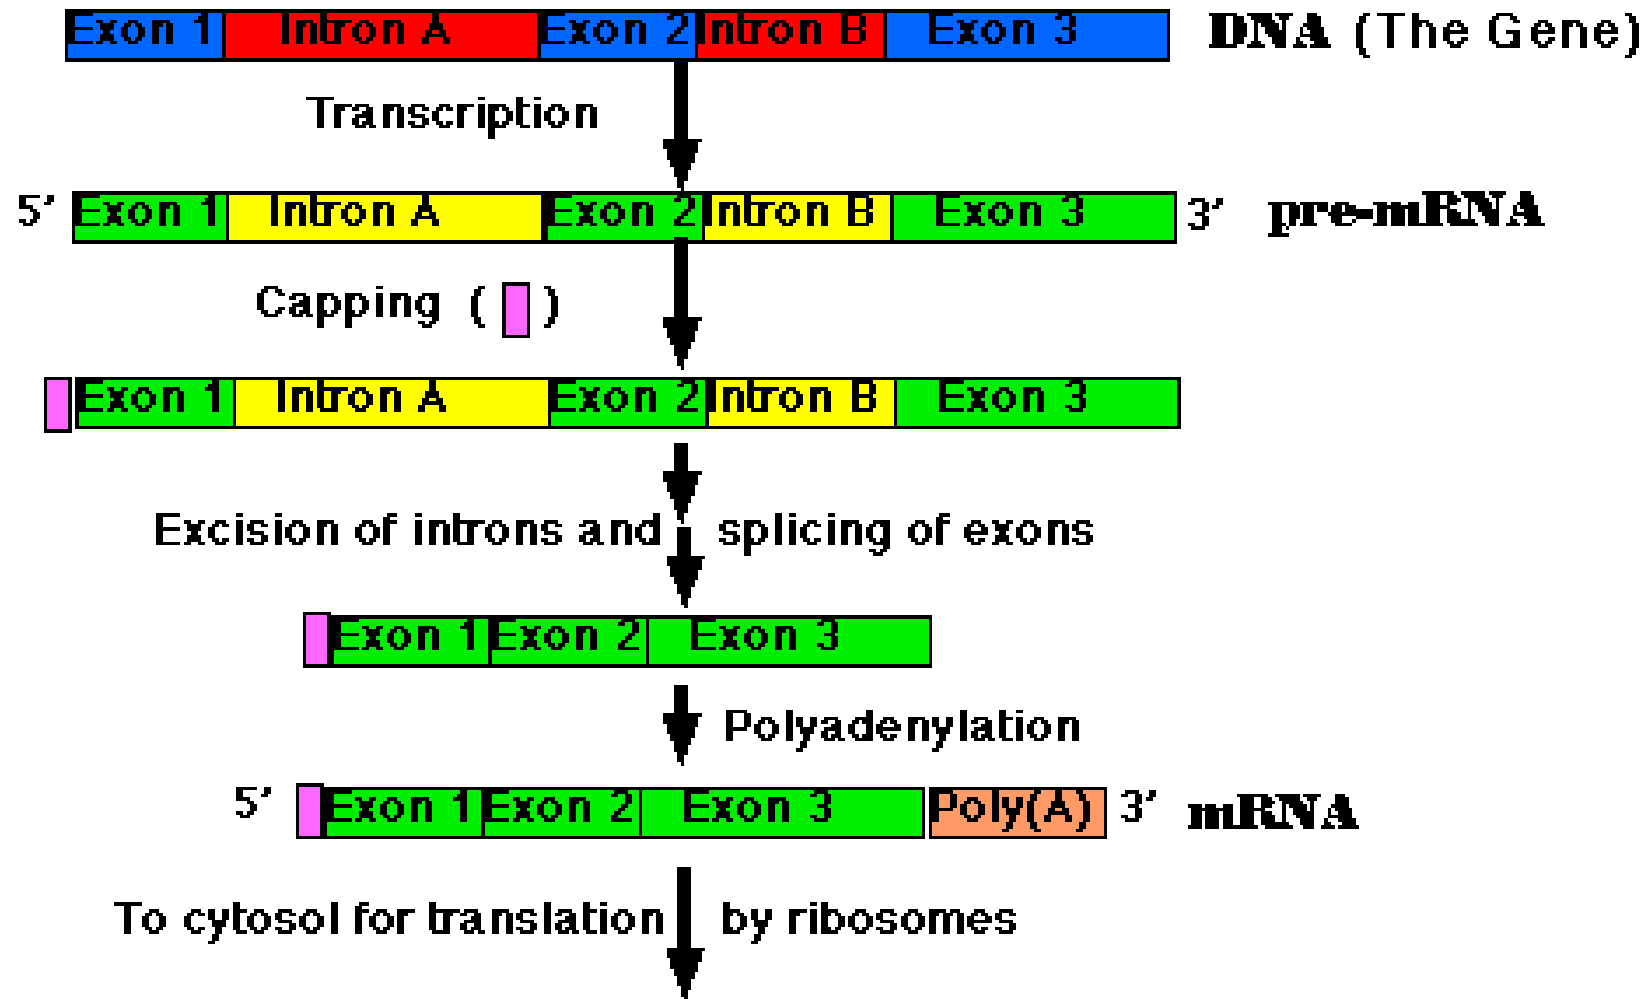 Exon 1 Intron A Exon 2 Intron B Exon 3 DNA (The Gene)
Transcription
5′ Exon 1 Intron A Exon 2 Intron B Exon 3 3′ pre-mRNA
Capping ( )
Exon 1 Intron A Exon 2 Intron B Exon 3
Excision of introns and splicing of exons
Exon 1 Exon 2 Exon 3
Polyadenylation
5′ Exon 1 Exon 2 Exon 3 Poly(A) 3′ mRNA
To cytosol for translation by ribosomes